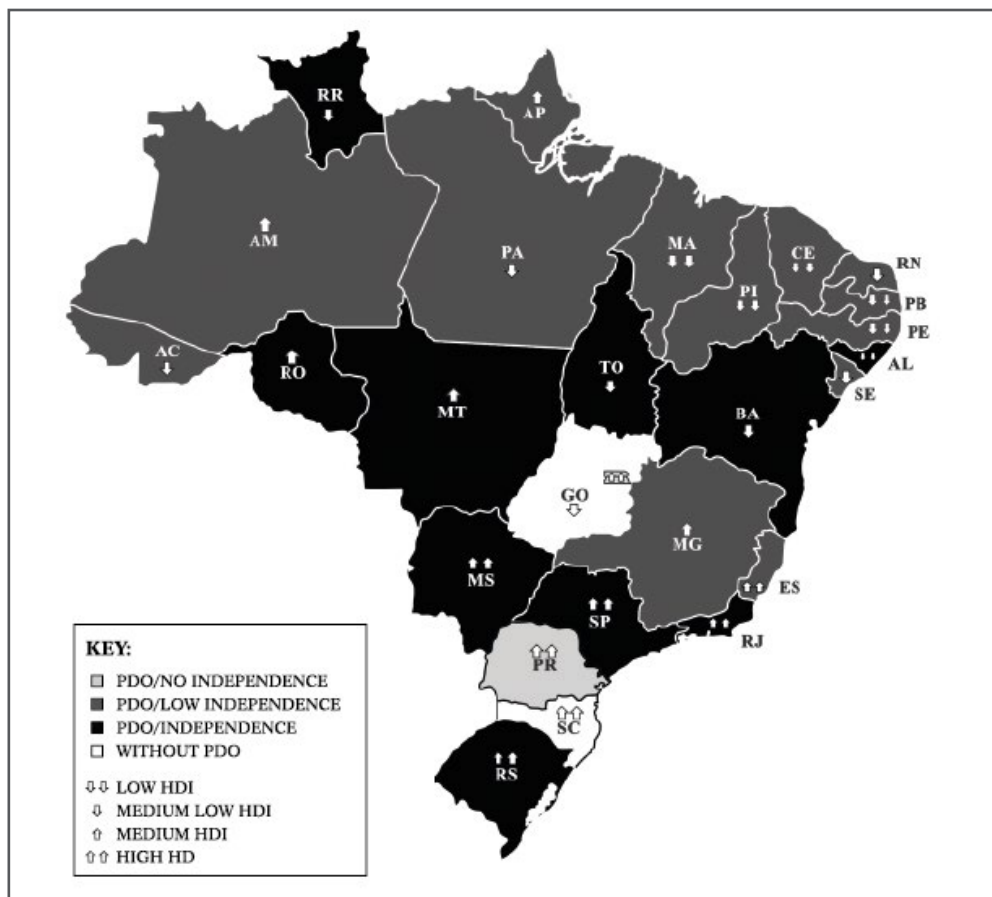 RR
AP
AM
PA
MA
CE
RN
PI
PB
PE
AC
AL
RO
TO
SE
MT
BA
GO
MG
MS
ES
SP
RJ
PR
SC
RS
KEY:
PDO/NO INDEPENDENCE
PDO/LOW INDEPENDENCE
PDO/INDEPENDENCE
WITHOUT PDO
LOW HDI
MEDIUM LOW HDI
MEDIUM HDI
HIGH HD